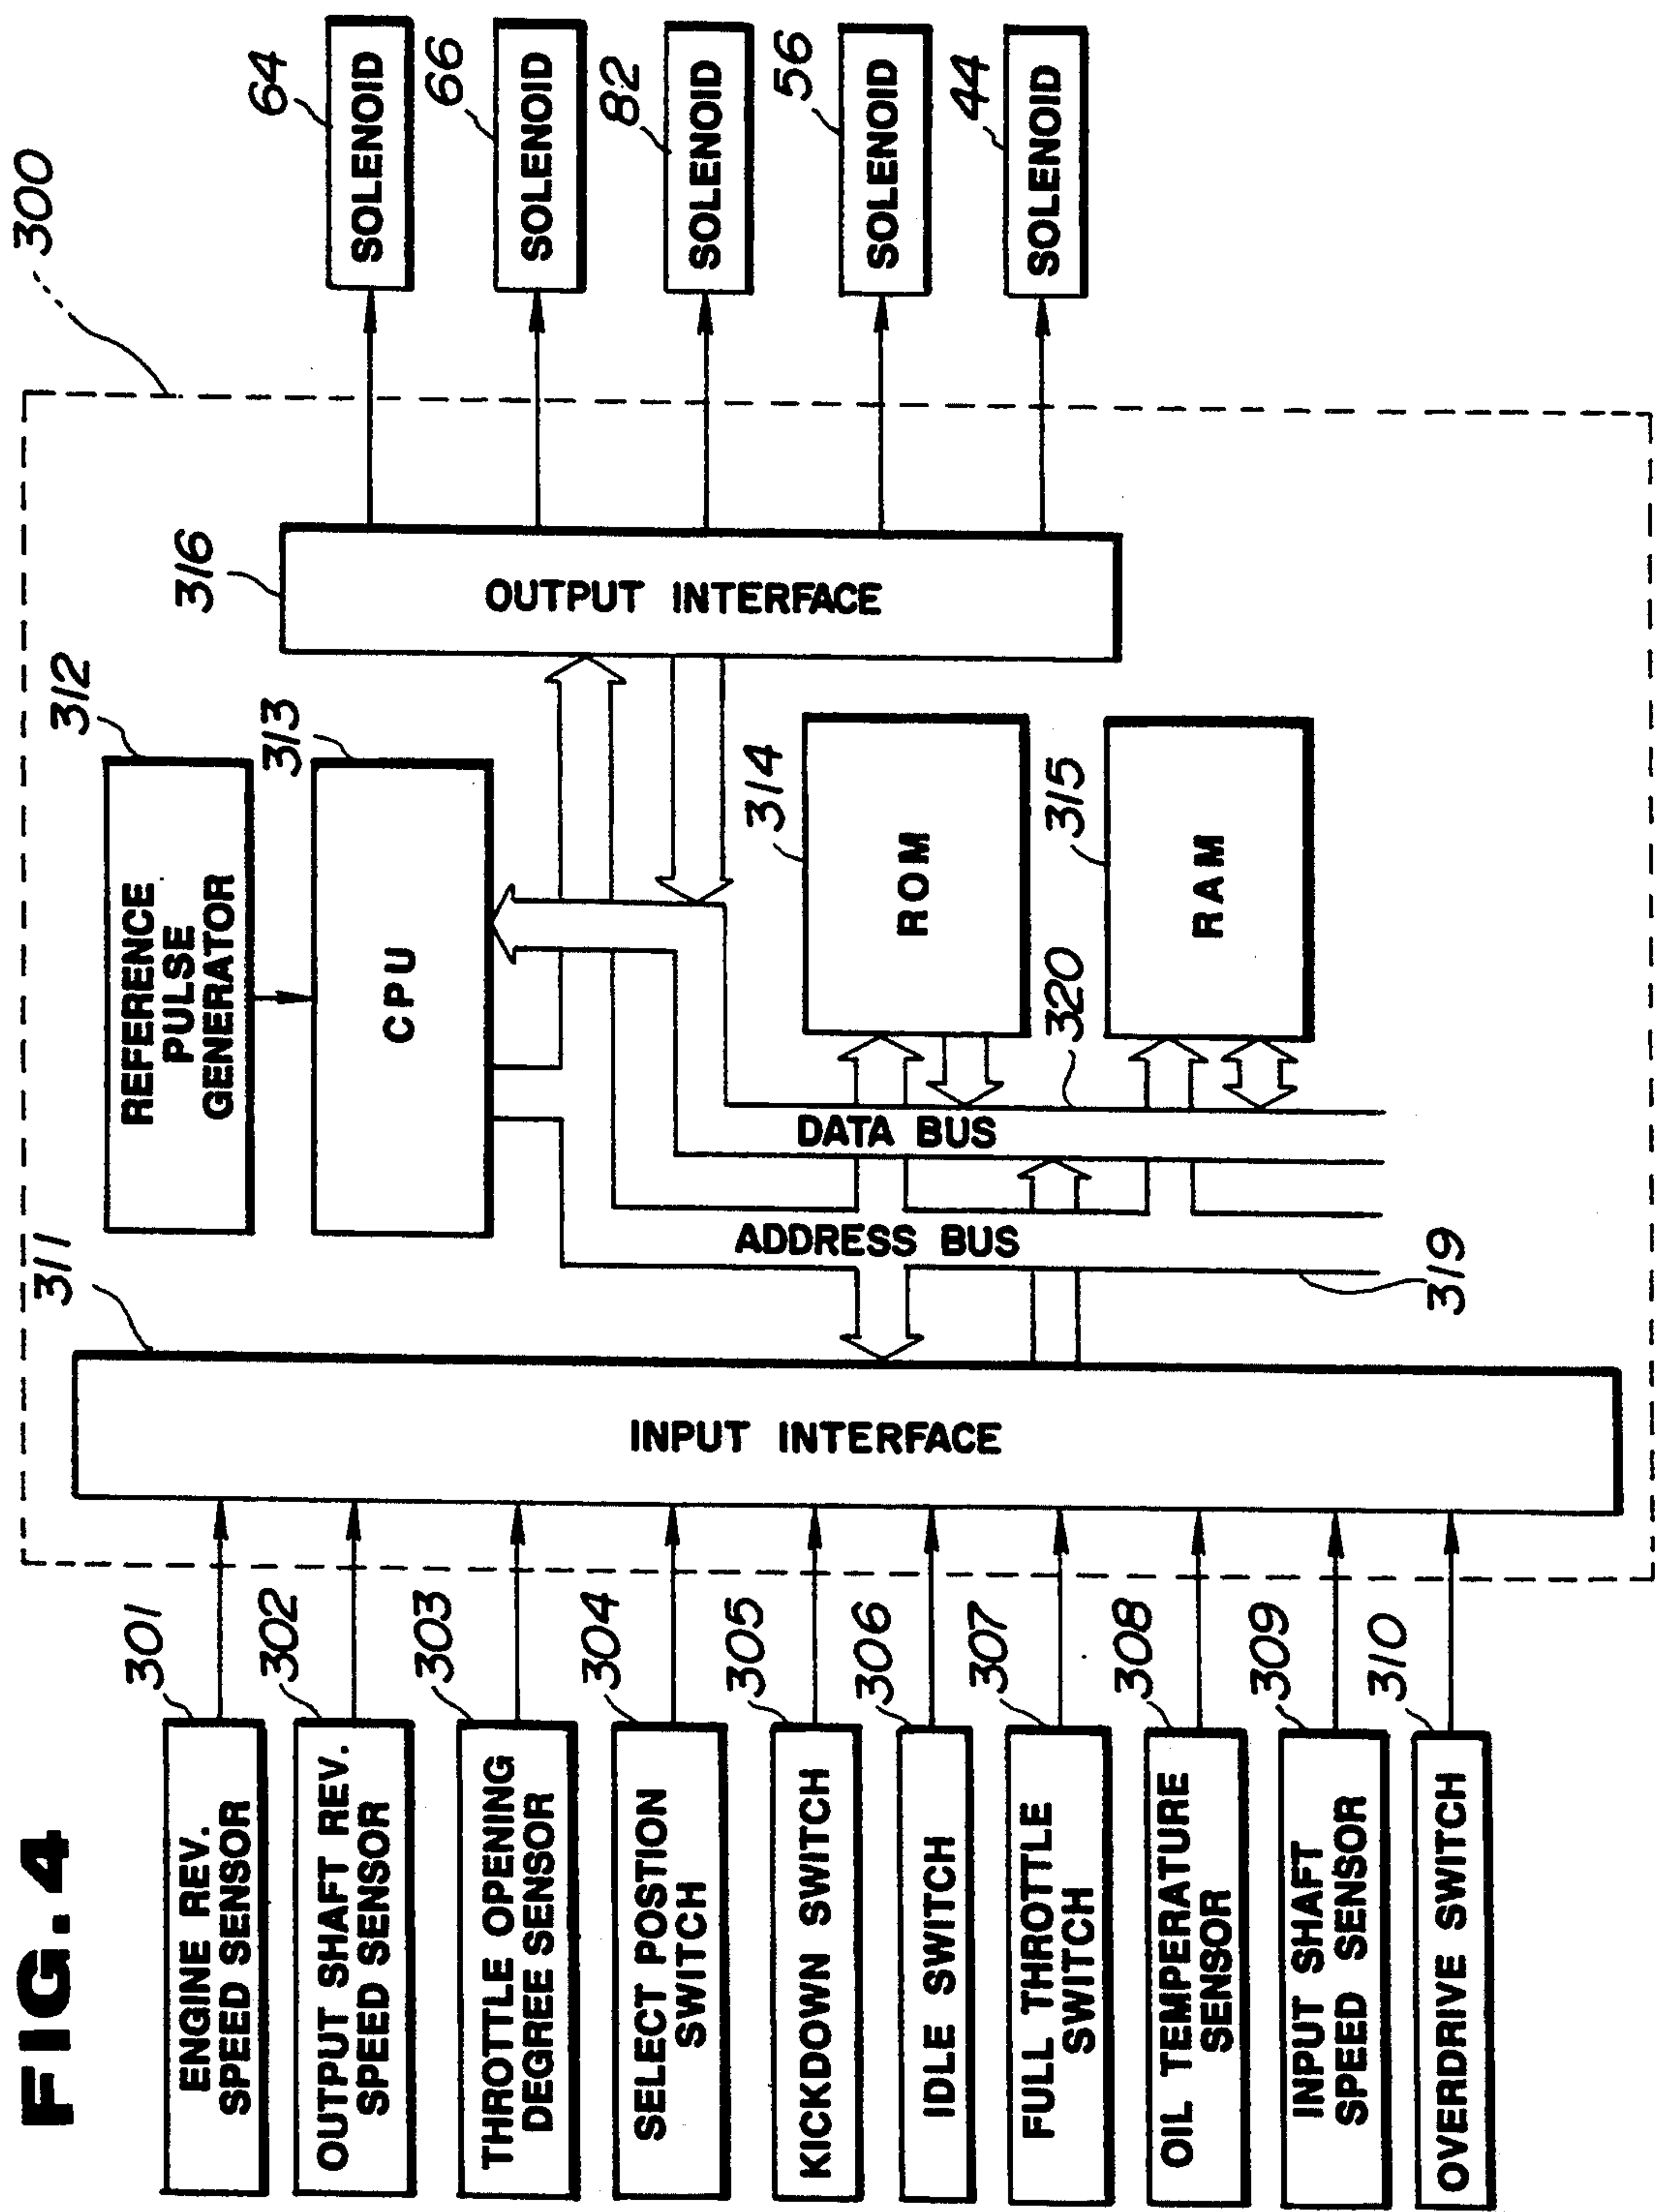 FIG. 4
300
ENGINE REV.
SPEED SENSOR
301
OUTPUT SHAFT REV.
SPEED SENSOR
302
THROTTLE OPENING
DEGREE SENSOR
303
SELECT POSTION
SWITCH
304
KICKDOWN SWITCH
305
IDLE SWITCH
306
FULL THROTTLE
SWITCH
307
OIL TEMPERATURE
SENSOR
308
INPUT SHAFT
SPEED SENSOR
309
OVERDRIVE SWITCH
310
311
INPUT INTERFACE
312
REFERENCE
PULSE
GENERATOR
313
CPU
ADDRESS BUS
319
DATA BUS
320
314
ROM
315
RAM
316
OUTPUT INTERFACE
64
SOLENOID
66
SOLENOID
82
SOLENOID
56
SOLENOID
44
SOLENOID